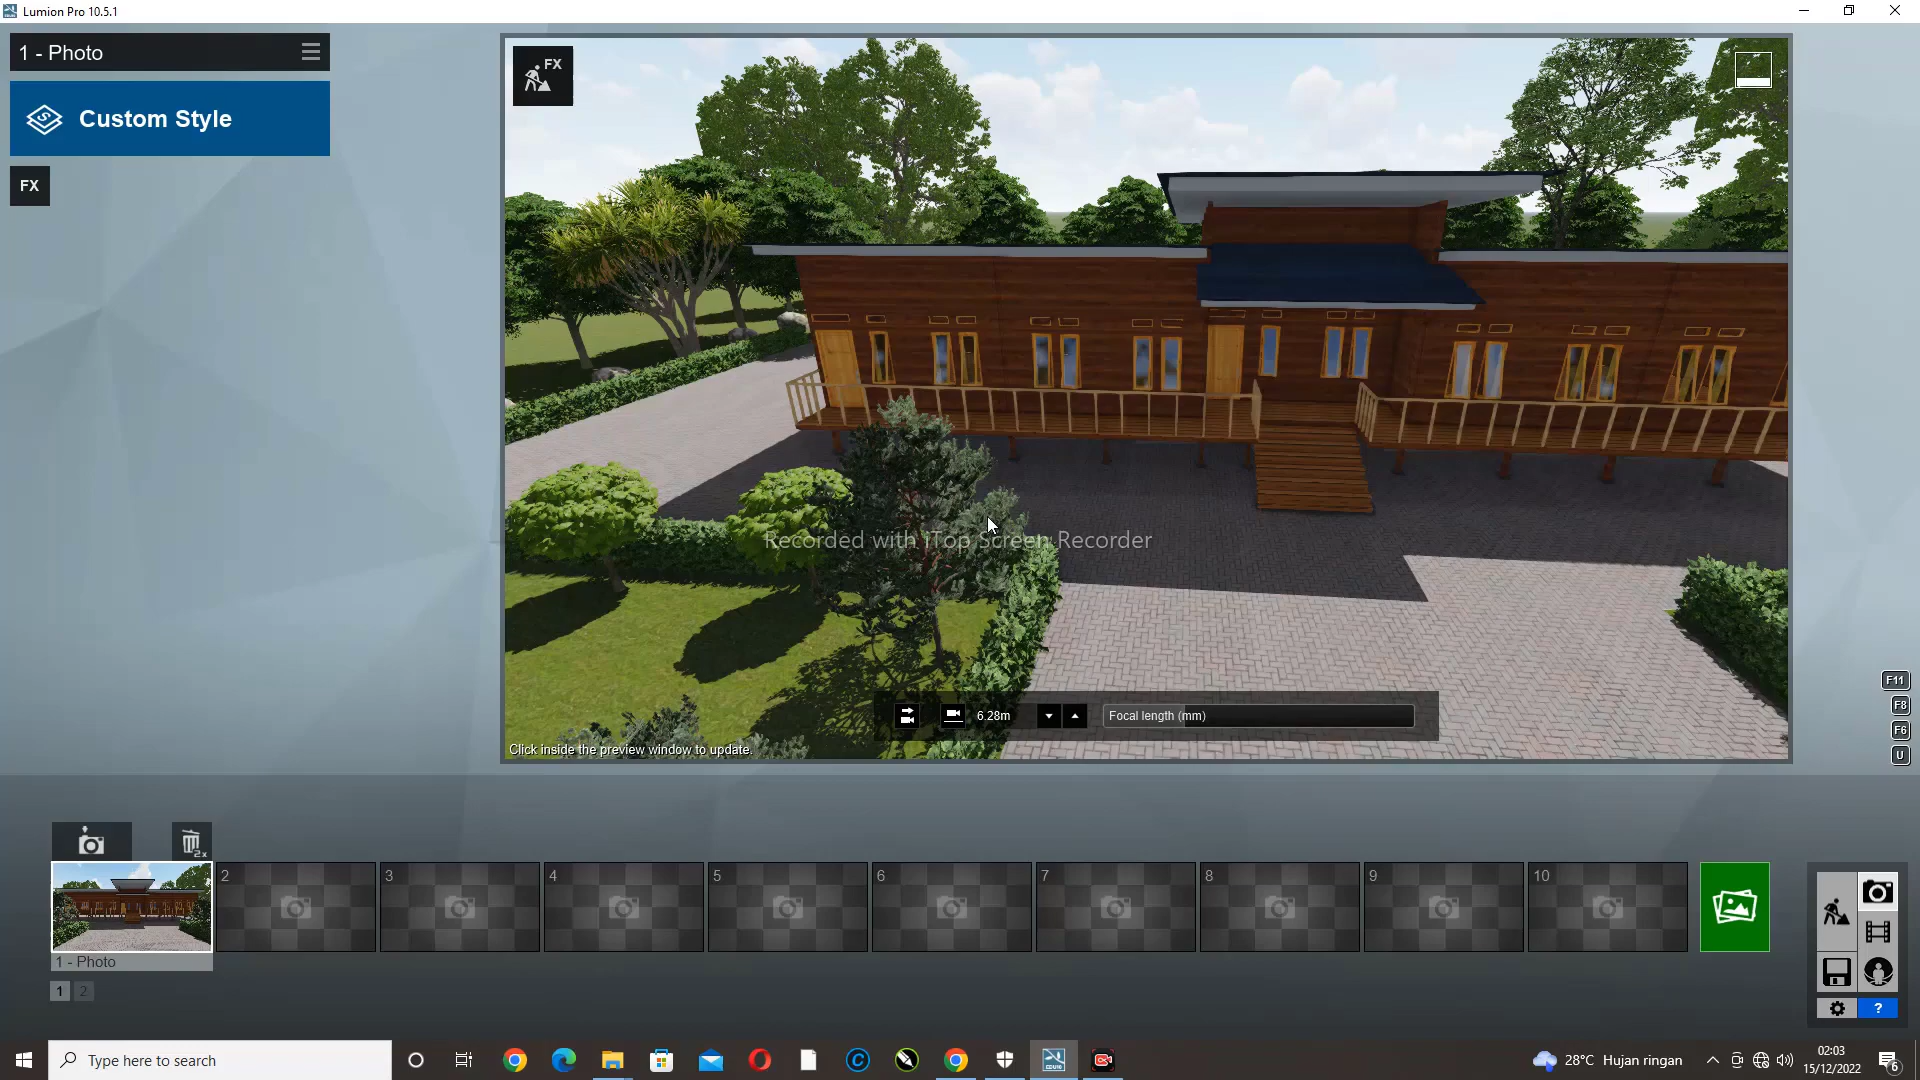 Lumion Pro 10.5.1
1 - Photo
Custom Style
FX
FX
Recorded with iTop Screen Recorder
6.28m
Focal length (mm)
Click inside the preview window to update.
F11
F8
F6
U
2x
2
3
4
5
6
7
8
9
10
1 - Photo
1
2
?
Type here to search
28°C Hujan ringan
02:03
15/12/2022
6